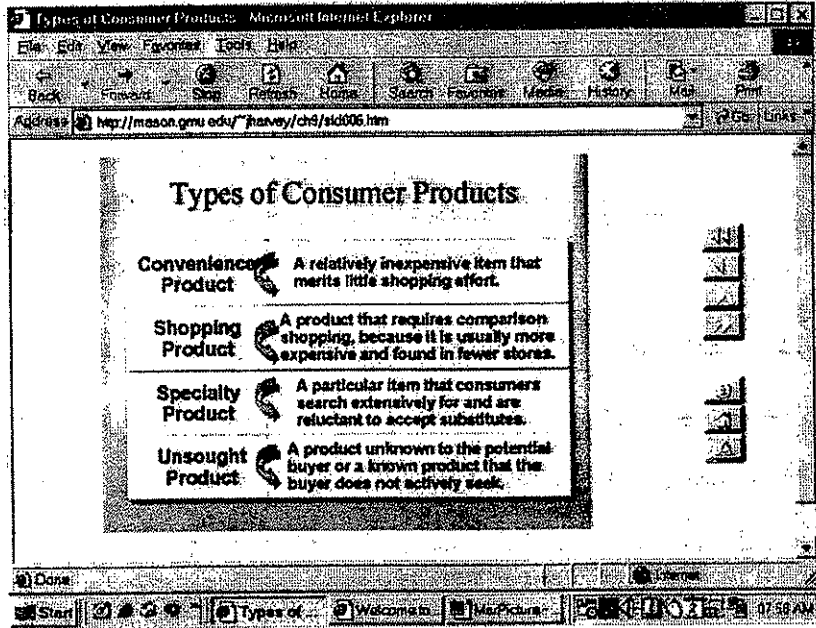 Types of Consumer Products - Microsoft Internet Explorer
File Edit View Favorites Tools Help
Back Forward Stop Refresh Home Search Favorites Media History Mail Print
Address http://mason.gmu.edu/~jharvey/ch9/sld006.htm Go Links
Types of Consumer Products
Convenience
Product
A relatively inexpensive item that
merits little shopping effort.
Shopping
Product
A product that requires comparison
shopping, because it is usually more
expensive and found in fewer stores.
Specialty
Product
A particular item that consumers
search extensively for and are
reluctant to accept substitutes.
Unsought
Product
A product unknown to the potential
buyer or a known product that the
buyer does not actively seek.
Done Internet
Start Types of ... Welcome to 07:58 AM